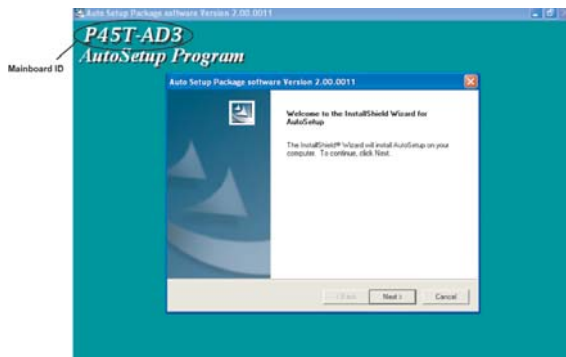 Auto Setup Package software Version 2.00.0011
P45T-AD3
AutoSetup Program
Mainboard ID
Auto Setup Package software Version 2.00.0011
Welcome to the InstallShield Wizard for
AutoSetup
The InstallShield® Wizard will install AutoSetup on your
computer. To continue, click Next.
< Back
Next >
Cancel